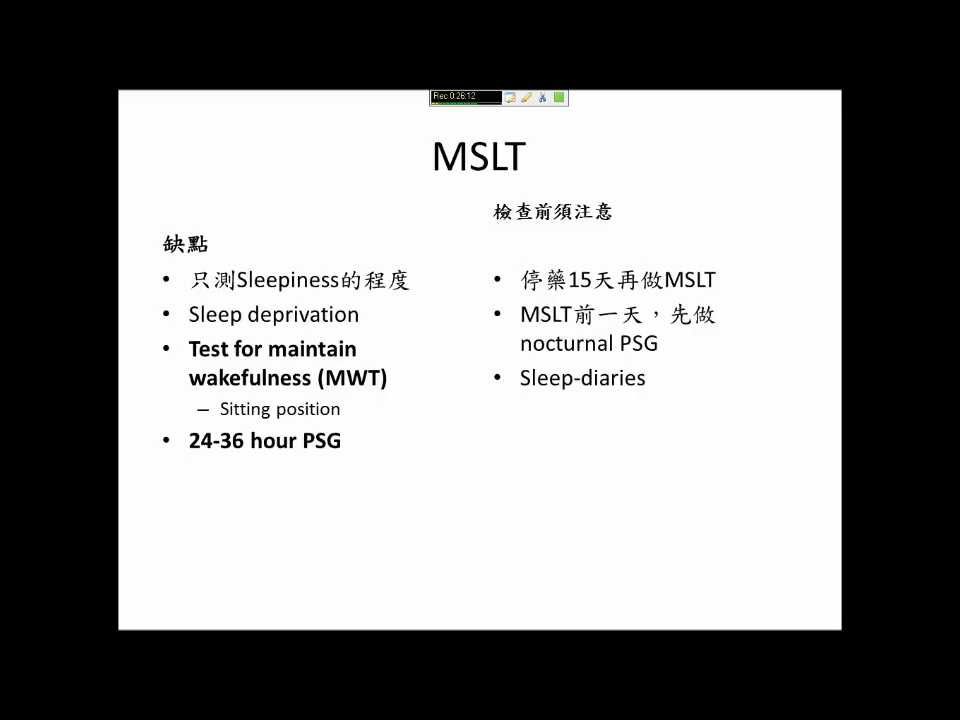 Rec 0:26:12
MSLT
缺點
• 只測Sleepiness的程度
• Sleep deprivation
• Test for maintain
wakefulness (MWT)
– Sitting position
• 24-36 hour PSG
檢查前須注意
• 停藥15天再做MSLT
• MSLT前一天，先做
nocturnal PSG
• Sleep-diaries